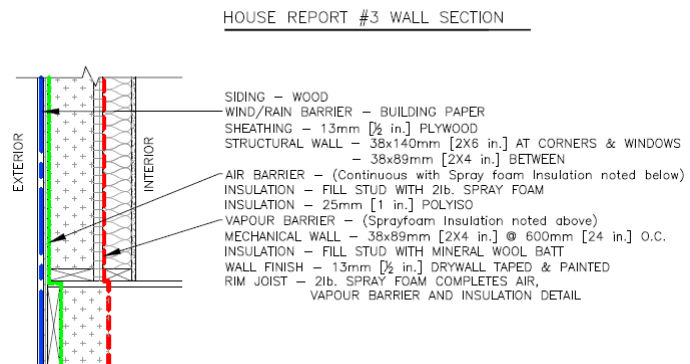 HOUSE REPORT #3 WALL SECTION
SIDING – WOOD
WIND/RAIN BARRIER – BUILDING PAPER
SHEATHING – 13mm [½ in.] PLYWOOD
STRUCTURAL WALL – 38x140mm [2X6 in.] AT CORNERS & WINDOWS
– 38x89mm [2X4 in.] BETWEEN
AIR BARRIER – (Continuous with Spray foam Insulation noted below)
INSULATION – FILL STUD WITH 2lb. SPRAY FOAM
INSULATION – 25mm [1 in.] POLYISO
VAPOUR BARRIER – (Sprayfoam Insulation noted above)
MECHANICAL WALL – 38x89mm [2X4 in.] @ 600mm [24 in.] O.C.
INSULATION – FILL STUD WITH MINERAL WOOL BATT
WALL FINISH – 13mm [½ in.] DRYWALL TAPED & PAINTED
RIM JOIST – 2lb. SPRAY FOAM COMPLETES AIR,
VAPOUR BARRIER AND INSULATION DETAIL
EXTERIOR
INTERIOR